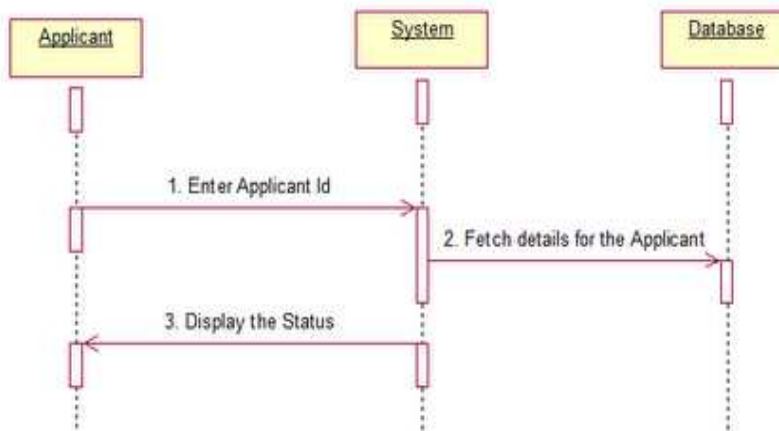 Applicant
System
Database
1. Enter Applicant Id
2. Fetch details for the Applicant
3. Display the Status